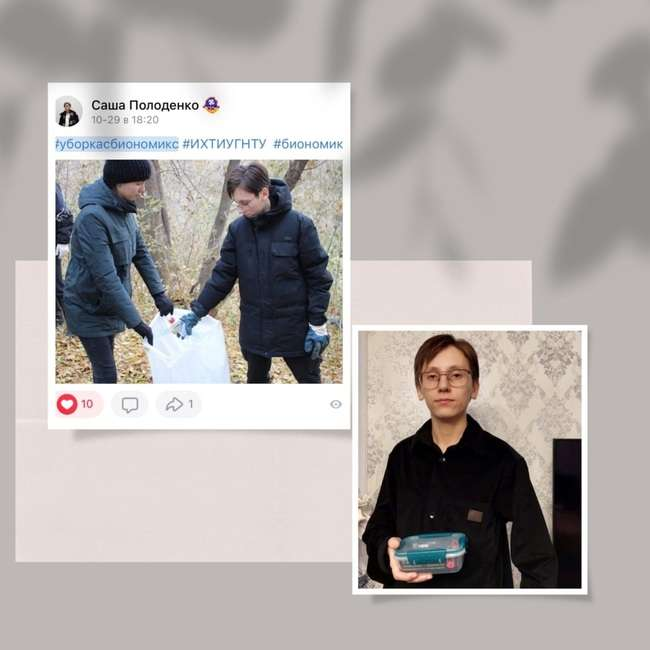 Саша Полоденко
10-29 в 18:20
#уборкасбиономикс #ИХТИУГНТУ #биономик
10
1